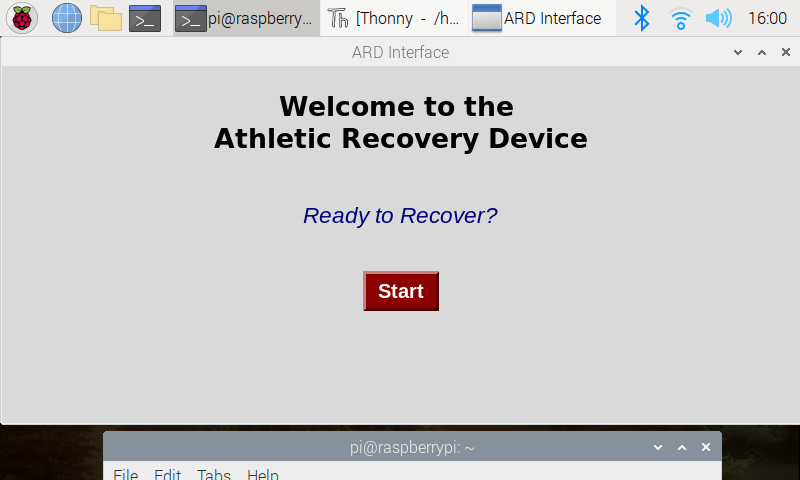 pi@raspberry...
[Thonny - /h...
ARD Interface
16:00
ARD Interface
Welcome to the
Athletic Recovery Device
Ready to Recover?
Start
pi@raspberrypi: ~
File Edit Tabs Help